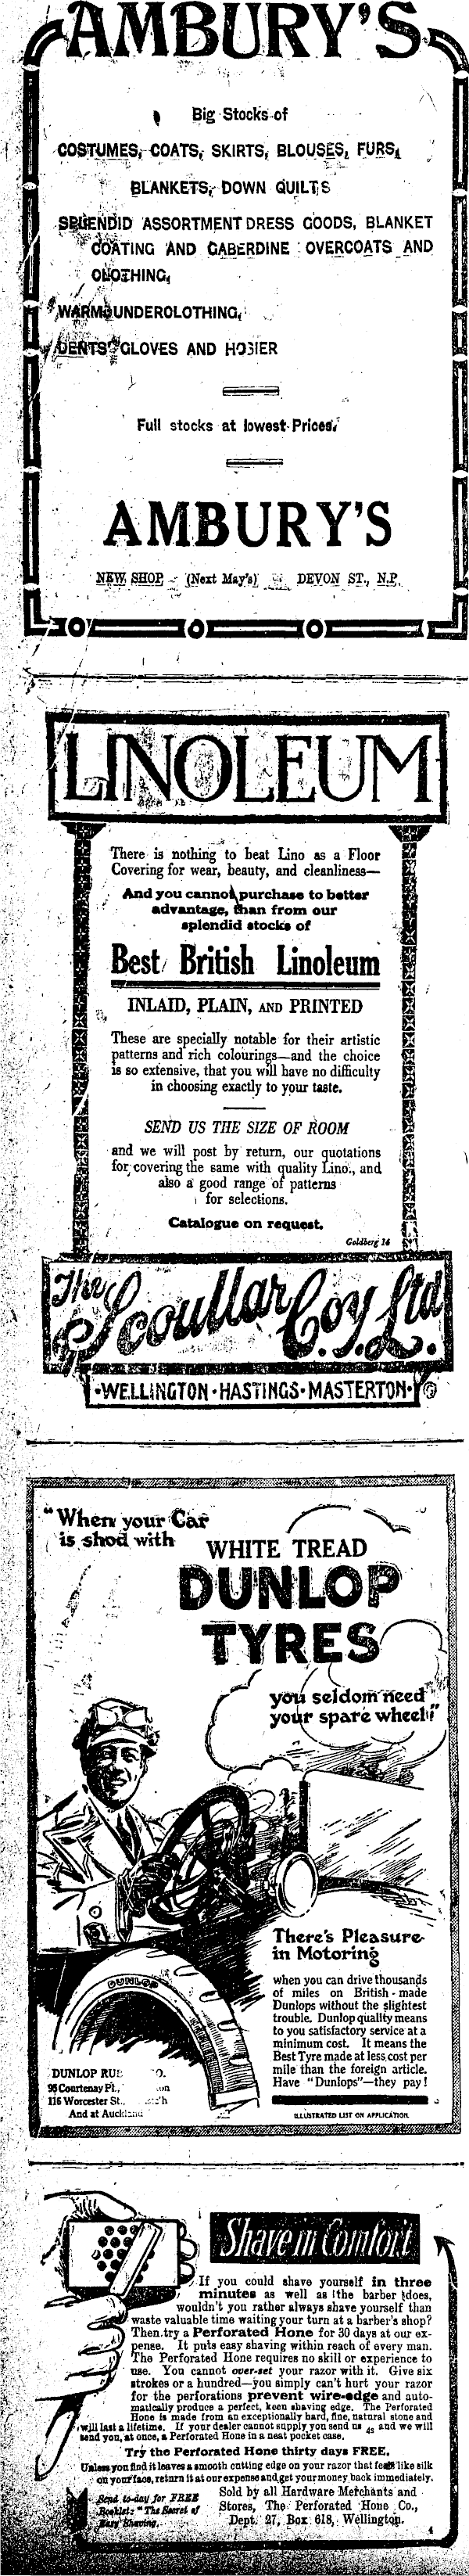 AMBURY'S
Big Stocks of
COSTUMES, COATS, SKIRTS, BLOUSES, FURS,
BLANKETS, DOWN QUILTS
SPLENDID ASSORTMENT DRESS GOODS, BLANKET
COATING AND GABERDINE OVERCOATS AND
CLOTHING,
WARM UNDERCLOTHING,
DENTS' GLOVES AND HOSIER
Full stocks at lowest Prices.
AMBURY'S
NEW SHOP - (Next May's) DEVON ST., N.P.
LINOLEUM
There is nothing to beat Lino as a Floor
Covering for wear, beauty, and cleanliness—
And you cannot purchase to better
advantage, than from our
splendid stocks of
Best British Linoleum
INLAID, PLAIN, AND PRINTED
These are specially notable for their artistic
patterns and rich colourings—and the choice
is so extensive, that you will have no difficulty
in choosing exactly to your taste.
SEND US THE SIZE OF ROOM
and we will post by return, our quotations
for covering the same with quality Lino., and
also a good range of patterns
for selections.
Catalogue on request.
Goldberg 14
The Scoullar Coy. Ltd.
WELLINGTON · HASTINGS · MASTERTON ·
"When your Car
is shod with
WHITE TREAD
DUNLOP
TYRES
you seldom need
your spare wheel!"
There's Pleasure
in Motoring
when you can drive thousands
of miles on British-made
Dunlops without the slightest
trouble. Dunlop quality means
to you satisfactory service at a
minimum cost. It means the
Best Tyre made at less cost per
mile than the foreign article.
Have "Dunlops"—they pay!
ILLUSTRATED LIST ON APPLICATION.
DUNLOP
DUNLOP RUB O.
95 Courtenay Pl., on
116 Worcester St., 'h
And at Auckland
Shave in Comfort
If you could shave yourself in three
minutes as well as the barber does,
wouldn't you rather always shave yourself than
waste valuable time waiting your turn at a barber's shop?
Then try a Perforated Hone for 30 days at our ex-
pense. It puts easy shaving within reach of every man.
The Perforated Hone requires no skill or experience to
use. You cannot over-set your razor with it. Give six
strokes or a hundred—you simply can't hurt your razor
for the perforations prevent wire-edge and auto-
matically produce a perfect, keen cutting edge. The Perforated
Hone is made from an exceptionally hard, fine, natural stone and
will last a lifetime. If your dealer cannot supply you send us 4s and we will
send you, at once, a Perforated Hone in a neat pocket case.
Try the Perforated Hone thirty days FREE.
Unless you find it leaves a smooth cutting edge on your razor that feels like silk
on your face, return it at our expense and get your money back immediately.
Send to-day for FREE
Booklet: "The Secret of
Easy Shaving.
Sold by all Hardware Merchants and
Stores, The Perforated Hone Co.,
Dept. 27, Box 618, Wellington.
4